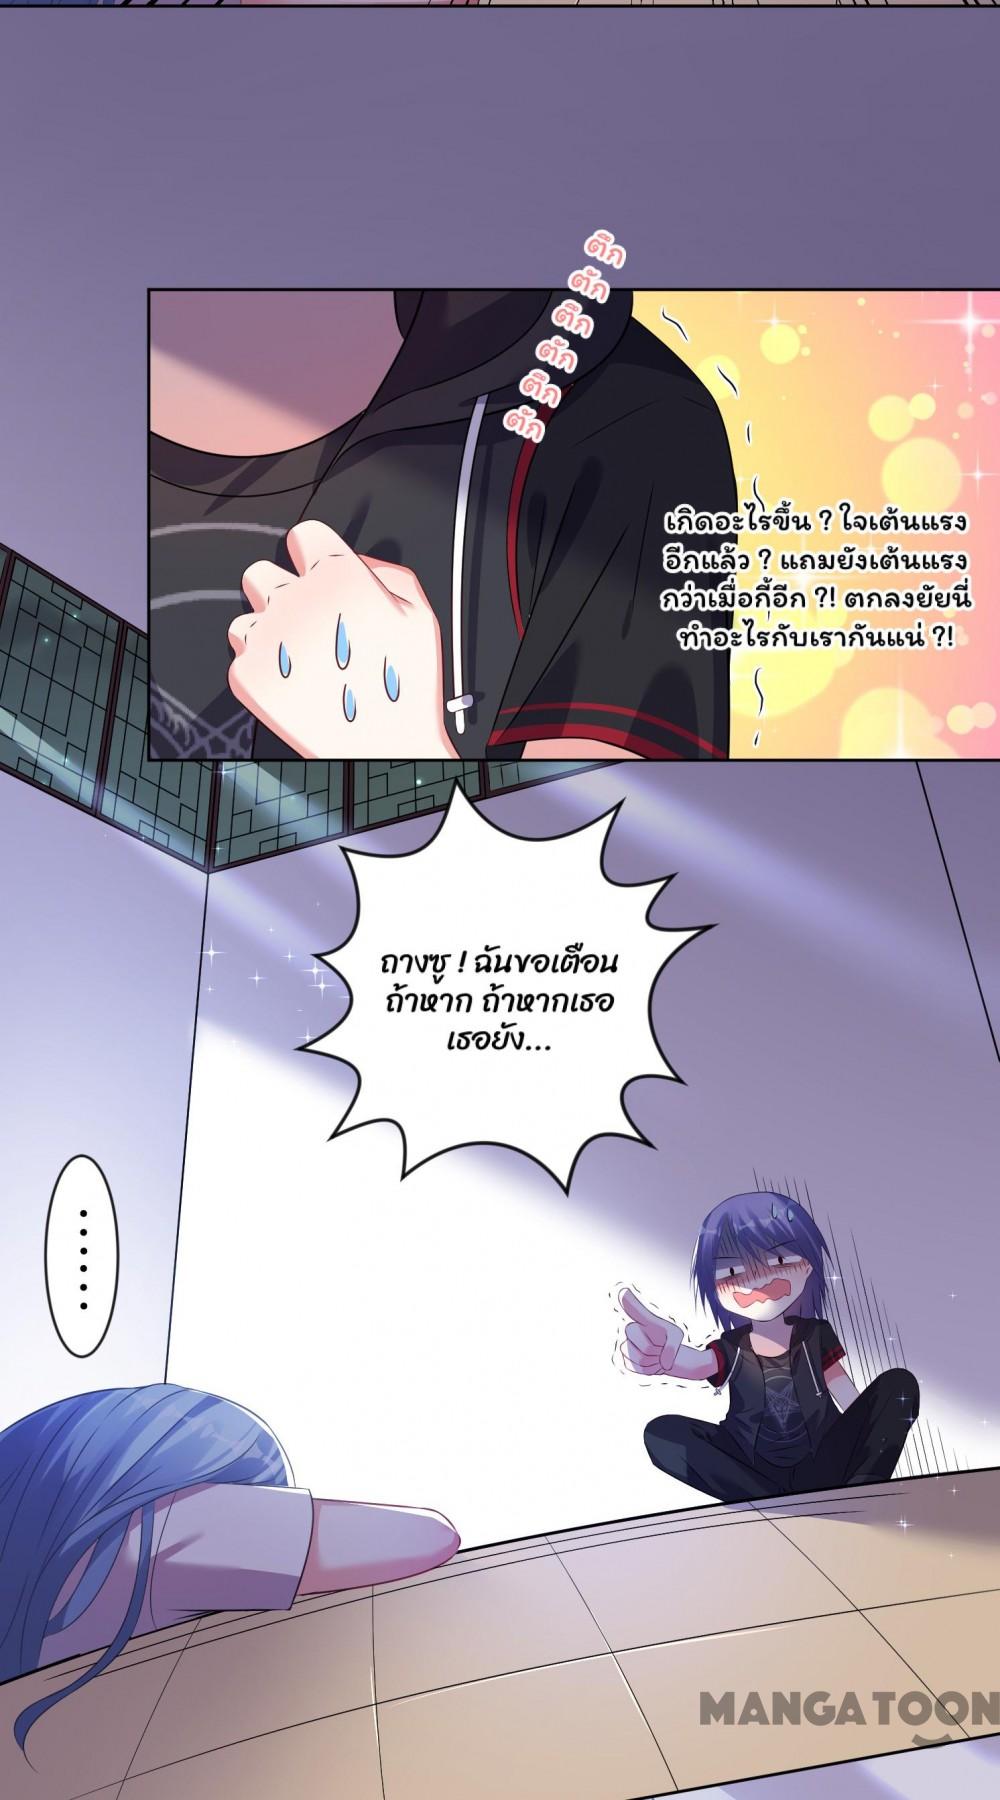 ตึก
ตัก
ตึก
ตัก
ตึก
ตัก
เกิดอะไรขึ้น ? ใจเต้นแรง
อีกแล้ว ? แถมยังเต้นแรง
กว่าเมื่อกี้อีก ?! ตกลงยัยนี่
ทำอะไรกับเรากันแน่ ?!
ถางซู ! ฉันขอเตือน
ถ้าหาก ถ้าหากเธอ
เธอยัง...
......
MANGATOON